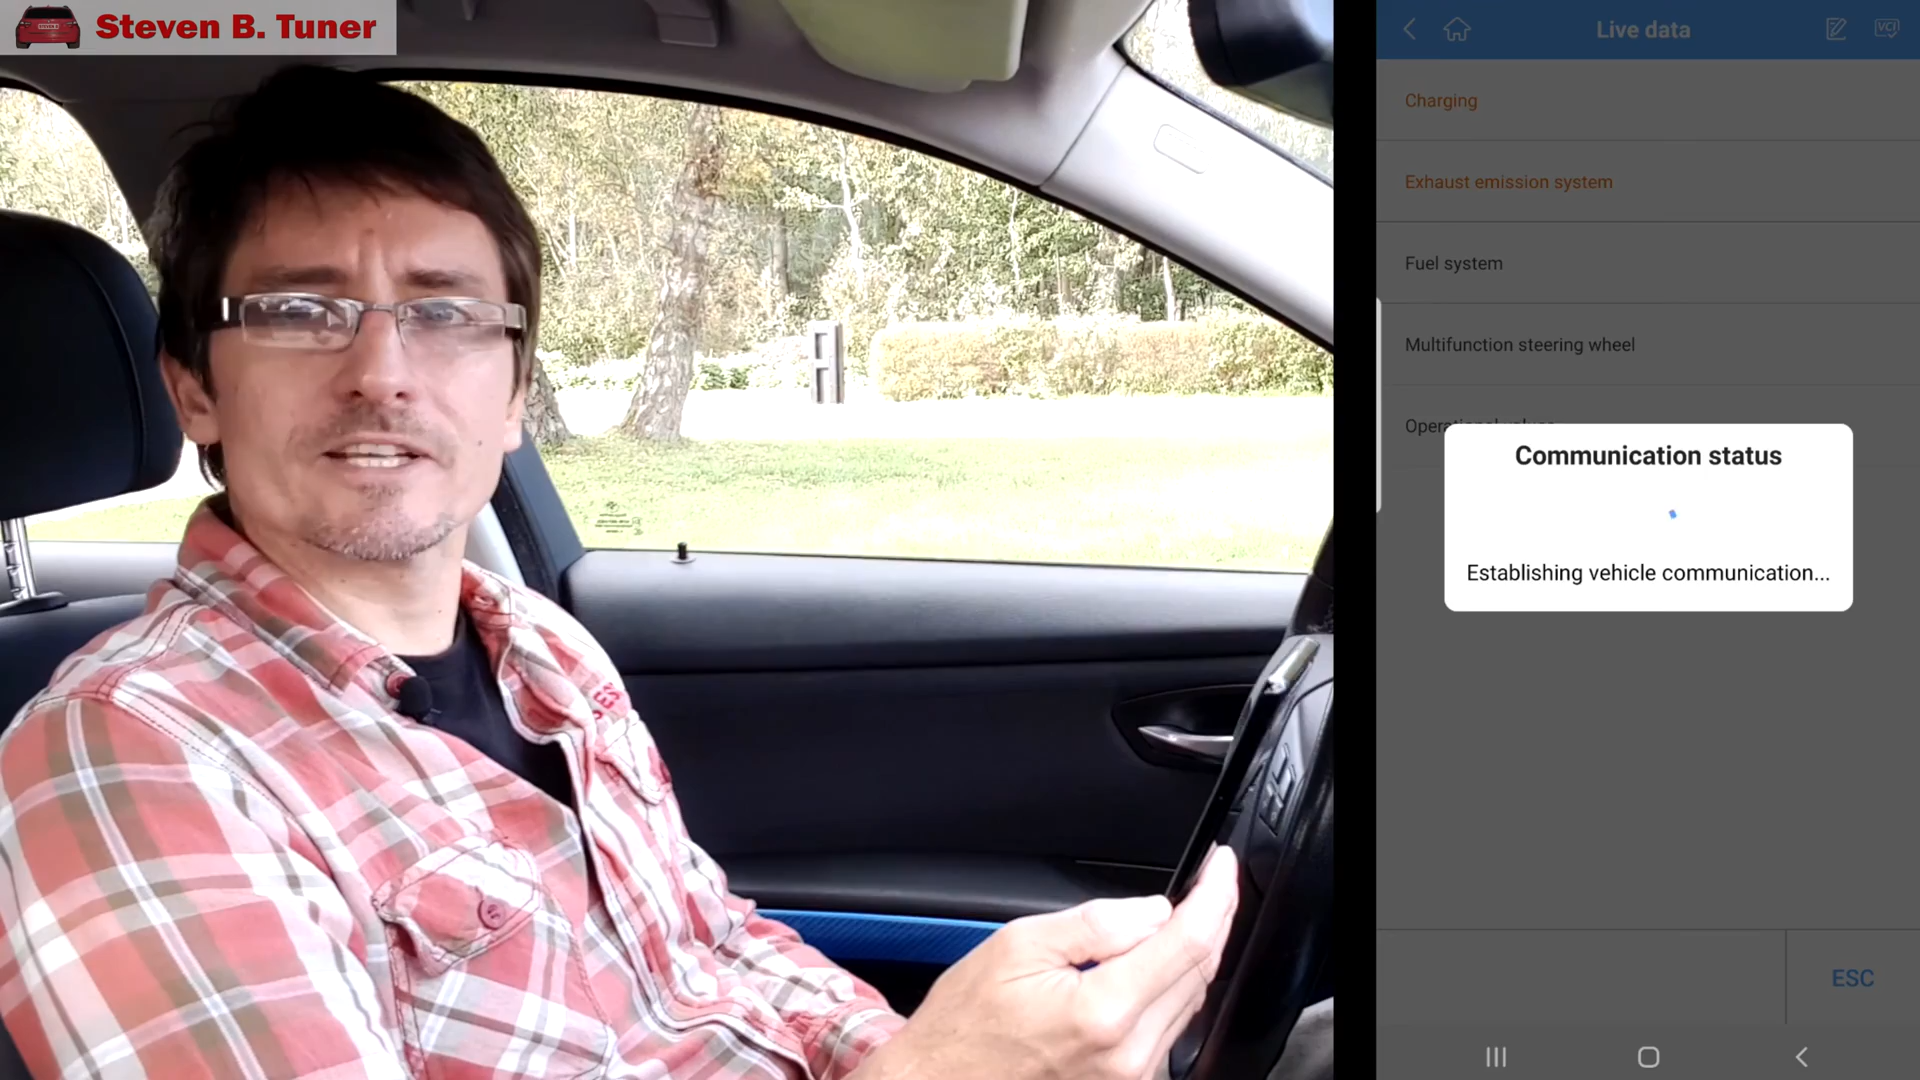 Steven B. Tuner
Live data
VCI
Charging
Exhaust emission system
Fuel system
Multifunction steering wheel
Communication status
Establishing vehicle communication...
ESC